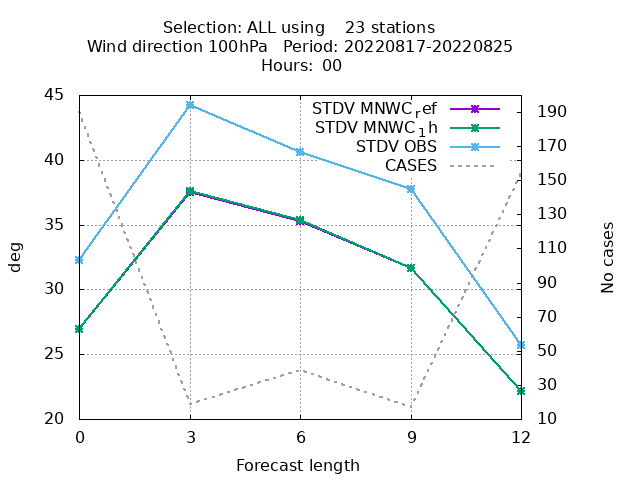 Selection: ALL using    23 stations
Wind direction 100hPa   Period: 20220817-20220825
Hours: 00
STDV MNWC_ref
STDV MNWC_1h
STDV OBS
CASES
45
40
35
30
25
20
190
170
150
130
110
90
70
50
30
10
deg
No cases
0 3 6 9 12
Forecast length